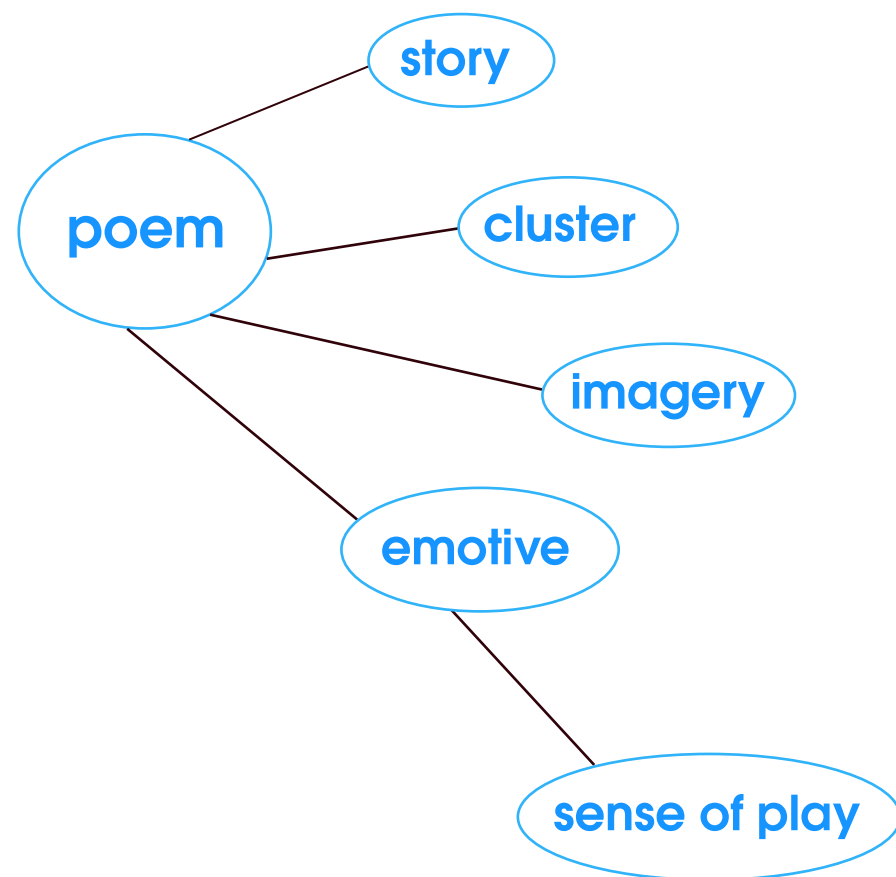 story
poem
cluster
imagery
emotive
sense of play